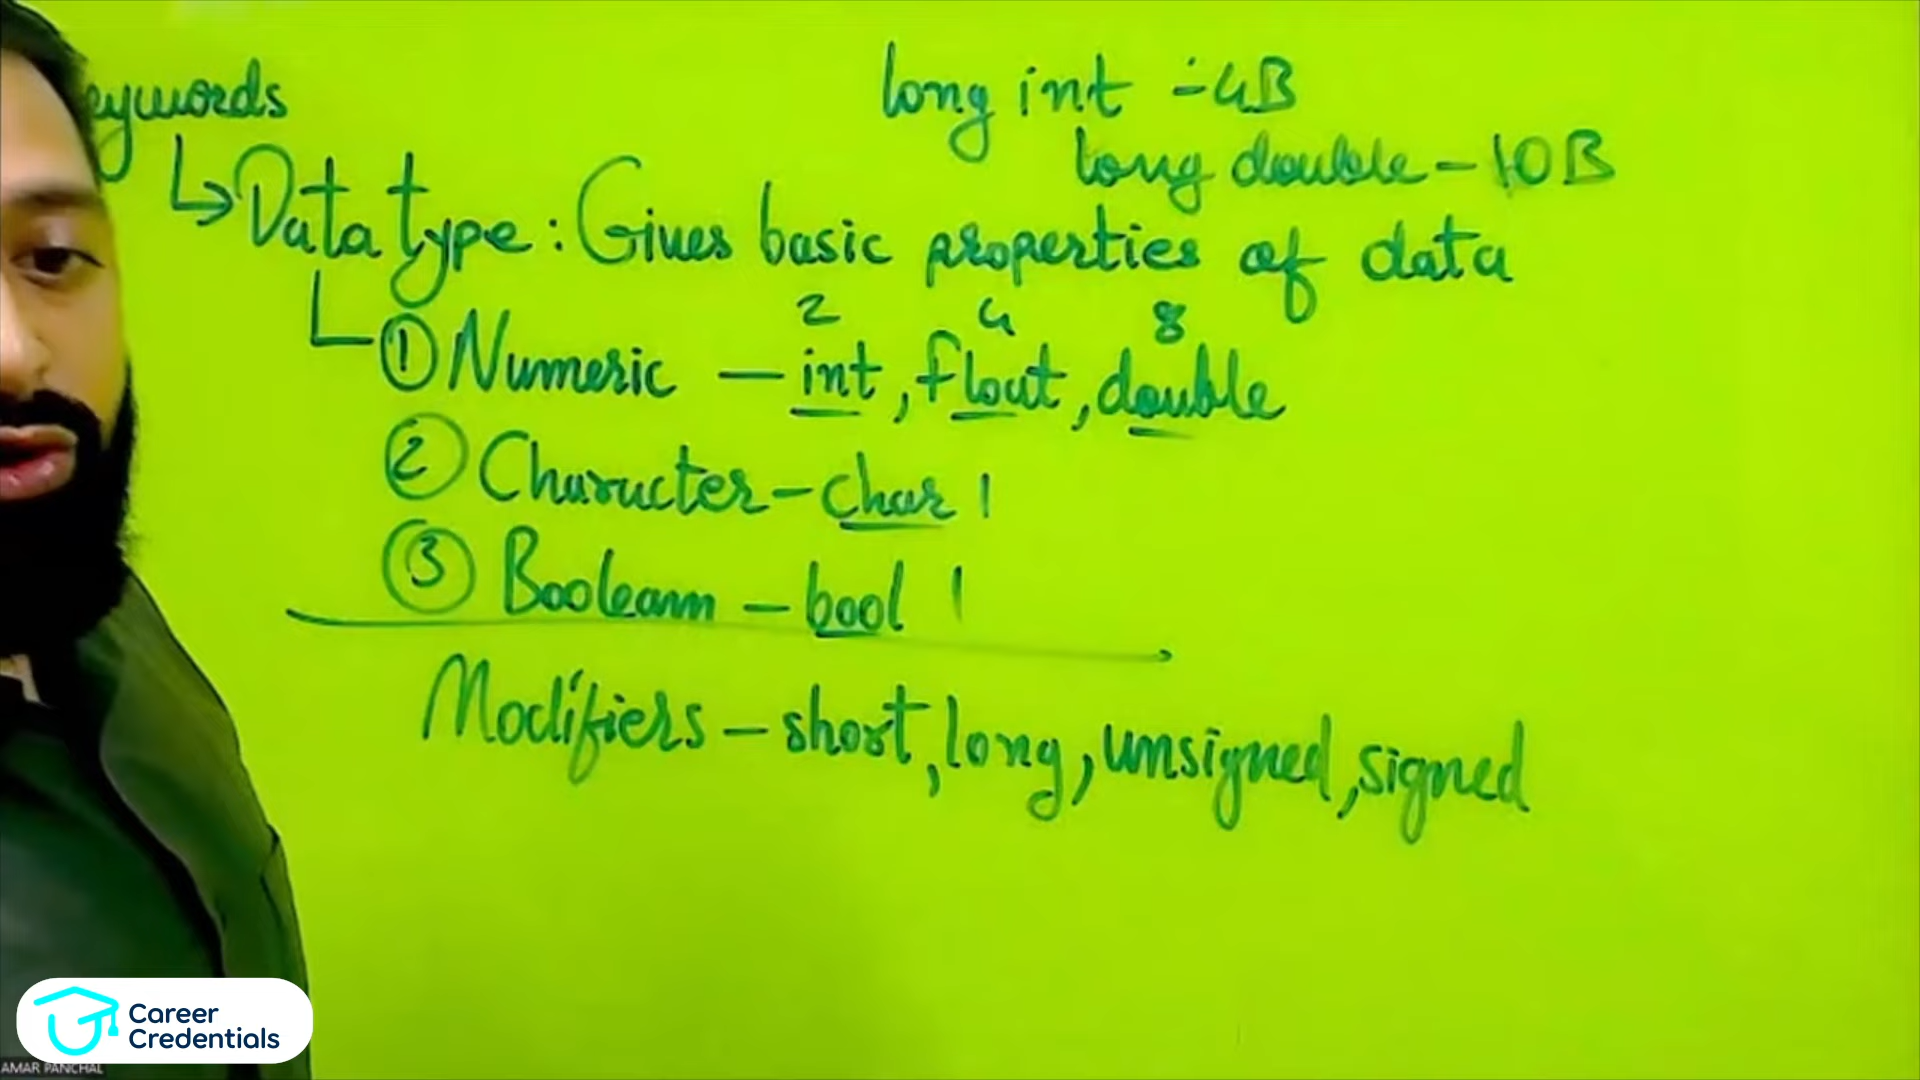 eywords
long int - 4B
long double - 10B
Data type : Gives basic properties of data
2 4 8
① Numeric - int, float, double
② Character - char 1
③ Boolean - bool 1
Modifiers - short, long, unsigned, signed
Career
Credentials
AMAR PANCHAL